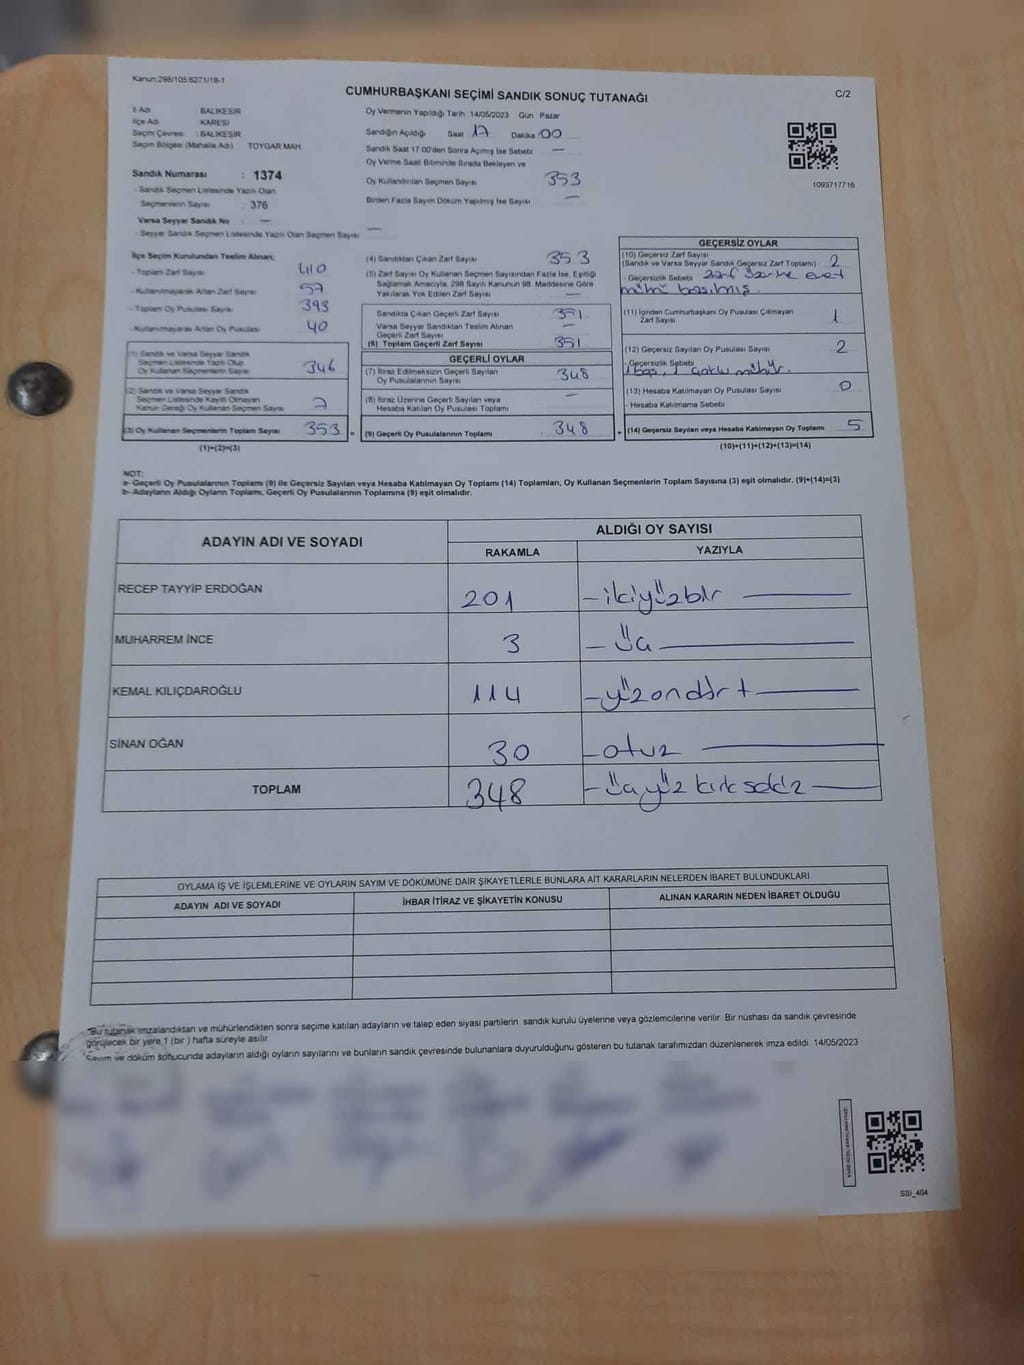 Kanun:298/105,6271/18-1
CUMHURBAŞKANI SEÇİMİ SANDIK SONUÇ TUTANAĞI
C/2
İl Adı BALIKESİR
İlçe Adı KARESİ
Seçim Çevresi : BALIKESİR
Seçim Bölgesi (Mahalle Adı) TOYGAR MAH
Sandık Numarası : 1374
- Sandık Seçmen Listesinde Yazılı Olan
Seçmenlerin Sayısı : 376
Varsa Seyyar Sandık No : —
- Seyyar Sandık Seçmen Listesinde Yazılı Olan Seçmen Sayısı —
Oy Vermenin Yapıldığı Tarih 14/05/2023 Gün Pazar
Sandığın Açıldığı Saat 17 Dakika 00
Sandık Saat 17.00'den Sonra Açılmış İse Sebebi —
Oy Verme Saati Bitiminde Sırada Bekleyen ve
Oy Kullandırılan Seçmen Sayısı 353
Birden Fazla Sayım Döküm Yapılmış İse Sayısı —
1093717716
İlçe Seçim Kurulundan Teslim Alınan;
- Toplam Zarf Sayısı 410
- Kullanılmayarak Artan Zarf Sayısı 57
- Toplam Oy Pusulası Sayısı 393
- Kullanılmayarak Artan Oy Pusulası 40
(1) Sandık ve Varsa Seyyar Sandık
Seçmen Listesinde Yazılı Olup
Oy Kullanan Seçmenlerin Sayısı 346
(2) Sandık ve Varsa Seyyar Sandık
Seçmen Listesinde Kayıtlı Olmayan
Kanun Gereği Oy Kullanan Seçmen Sayısı 7
(3) Oy Kullanan Seçmenlerin Toplam Sayısı 353 =
(1)+(2)=(3)
(4) Sandıktan Çıkan Zarf Sayısı 353
(5) Zarf Sayısı Oy Kullanan Seçmen Sayısından Fazla İse, Eşitliği
Sağlamak Amacıyla, 298 Sayılı Kanunun 98. Maddesine Göre
Yakılarak Yok Edilen Zarf Sayısı —
Sandıkta Çıkan Geçerli Zarf Sayısı 351
Varsa Seyyar Sandıktan Teslim Alınan
Geçerli Zarf Sayısı —
(6) Toplam Geçerli Zarf Sayısı 351
GEÇERLİ OYLAR
(7) İtiraz Edilmeksizin Geçerli Sayılan
Oy Pusulalarının Sayısı 348
(8) İtiraz Üzerine Geçerli Sayılan veya
Hesaba Katılan Oy Pusulası Toplamı —
(9) Geçerli Oy Pusulalarının Toplamı 348 +
GEÇERSİZ OYLAR
(10) Geçersiz Zarf Sayısı
(Sandık ve Varsa Seyyar Sandık Geçersiz Zarf Toplamı) 2
- Geçersizlik Sebebi zarf üzerine evet
mührü basılmış.
(11) İçinden Cumhurbaşkanı Oy Pusulası Çıkmayan
Zarf Sayısı 1
(12) Geçersiz Sayılan Oy Pusulası Sayısı 2
- Geçersizlik Sebebi
1 boş, 1 çoklu mühür.
(13) Hesaba Katılmayan Oy Pusulası Sayısı 0
- Hesaba Katılmama Sebebi
(14) Geçersiz Sayılan veya Hesaba Katılmayan Oy Toplamı 5
(10)+(11)+(12)+(13)=(14)
NOT:
a- Geçerli Oy Pusulalarının Toplamı (9) ile Geçersiz Sayılan veya Hesaba Katılmayan Oy Toplamı (14) Toplamları, Oy Kullanan Seçmenlerin Toplam Sayısına (3) eşit olmalıdır. (9)+(14)=(3)
b- Adayların Aldığı Oyların Toplamı, Geçerli Oy Pusulalarının Toplamına (9) eşit olmalıdır.
ADAYIN ADI VE SOYADI ALDIĞI OY SAYISI
RAKAMLA YAZIYLA
RECEP TAYYİP ERDOĞAN 201 -ikiyüzbir
MUHARREM İNCE 3 - üç
KEMAL KILIÇDAROĞLU 114 -yüzondört
SİNAN OĞAN 30 -otuz
TOPLAM 348 -üçyüzkırksekiz
OYLAMA İŞ VE İŞLEMLERİNE VE OYLARIN SAYIM VE DÖKÜMÜNE DAİR ŞİKAYETLERLE BUNLARA AİT KARARLARIN NELERDEN İBARET BULUNDUKLARI
ADAYIN ADI VE SOYADI İHBAR İTİRAZ VE ŞİKAYETİN KONUSU ALINAN KARARIN NEDEN İBARET OLDUĞU
"Bu tutanak imzalandıktan ve mühürlendikten sonra seçime katılan adayların ve talep eden siyasi partilerin sandık kurulu üyelerine veya gözlemcilerine verilir. Bir nüshası da sandık çevresinde
görülecek bir yere 1 (bir ) hafta süreyle asılır.
Sayım ve döküm sonucunda adayların aldığı oyların sayılarını ve bunların sandık çevresinde bulunanlara duyurulduğunu gösteren bu tutanak tarafımızdan düzenlenerek imza edildi. 14/05/2023
SSI_404